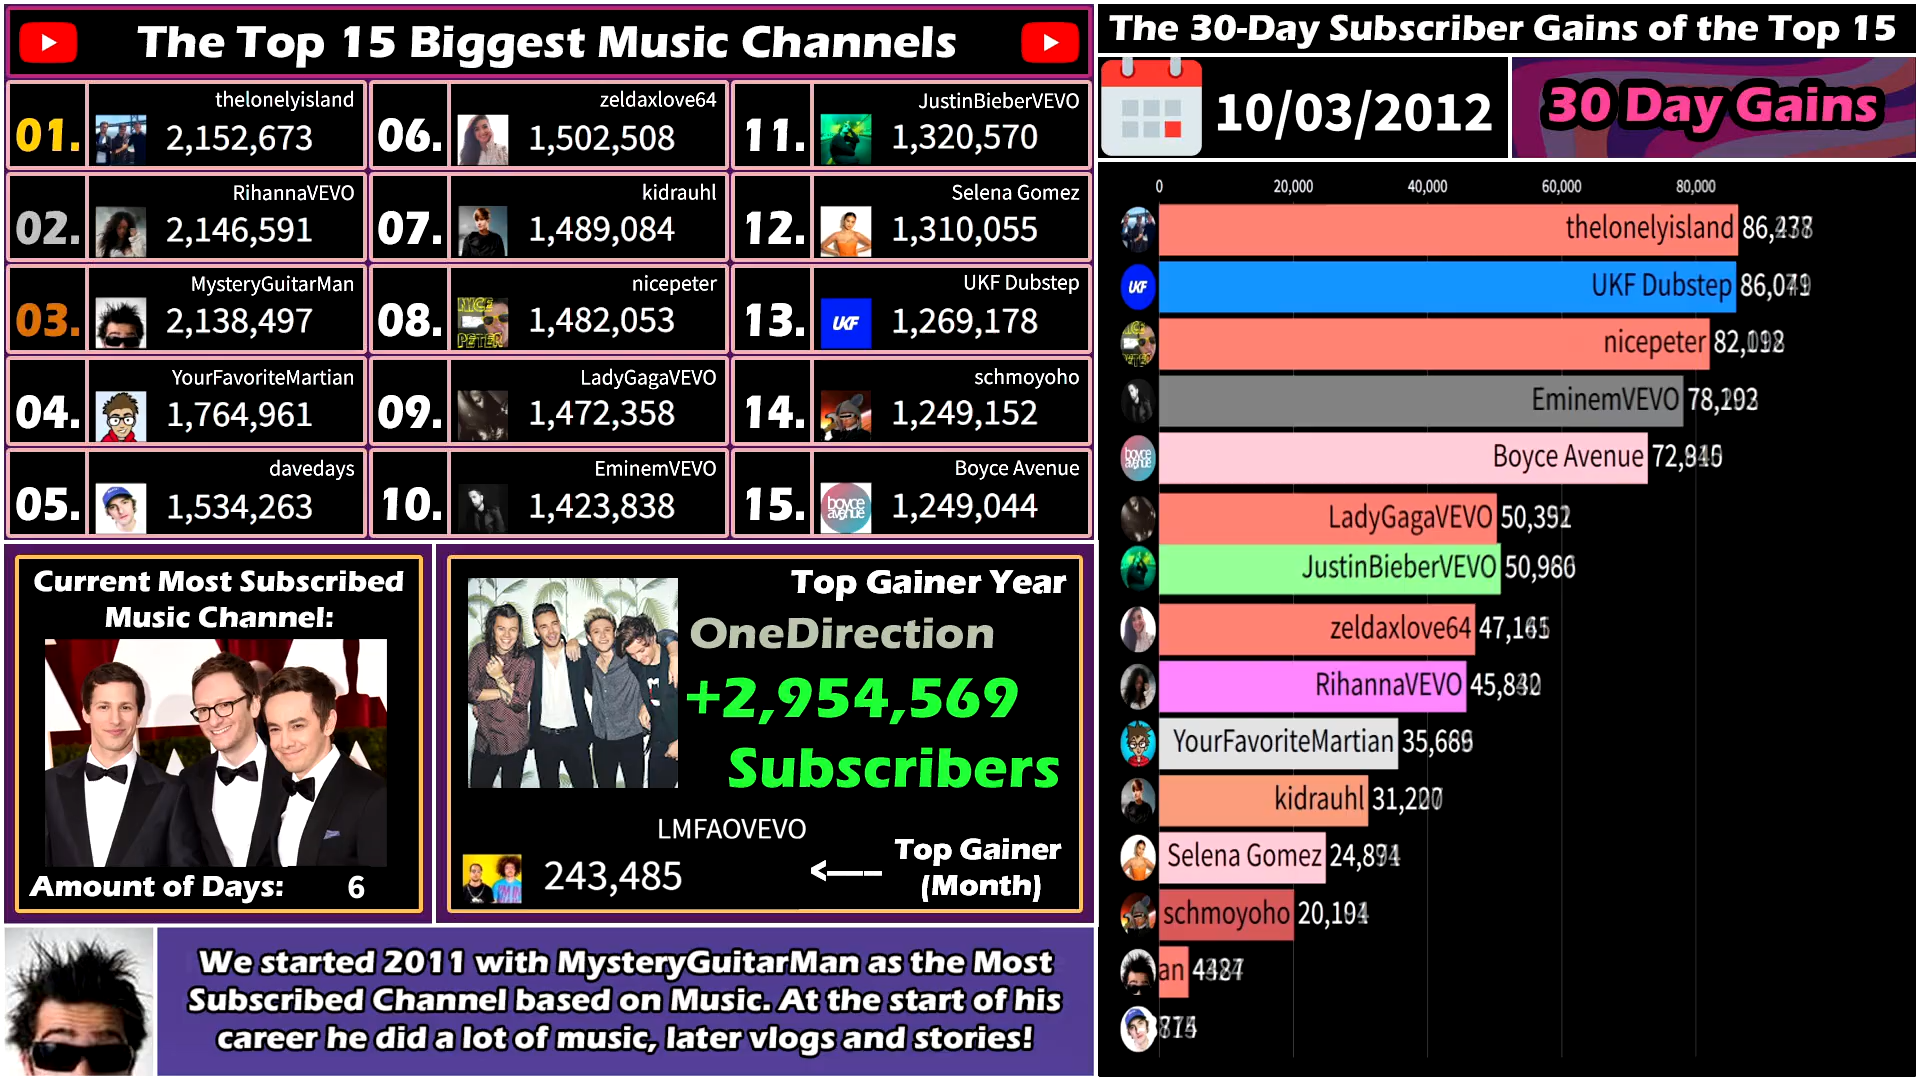 The Top 15 Biggest Music Channels
01. thelonelyisland 2,152,673
02. RihannaVEVO 2,146,591
03. MysteryGuitarMan 2,138,497
04. YourFavoriteMartian 1,764,961
05. davedays 1,534,263
06. zeldaxlove64 1,502,508
07. kidrauhl 1,489,084
08. nicepeter 1,482,053
09. LadyGagaVEVO 1,472,358
10. EminemVEVO 1,423,838
11. JustinBieberVEVO 1,320,570
12. Selena Gomez 1,310,055
13. UKF Dubstep 1,269,178
UKF
14. schmoyoho 1,249,152
15. Boyce Avenue 1,249,044
boyce
avenue
NICE
PETER
Current Most Subscribed
Music Channel:
Amount of Days: 6
Top Gainer Year
OneDirection
+2,954,569
Subscribers
LMFAOVEVO
243,485
<---- Top Gainer
(Month)
We started 2011 with MysteryGuitarMan as the Most
Subscribed Channel based on Music. At the start of his
career he did a lot of music, later vlogs and stories!
The 30-Day Subscriber Gains of the Top 15
10/03/2012
30 Day Gains
0 20,000 40,000 60,000 80,000
thelonelyisland
UKF
UKF Dubstep
nicepeter
EminemVEVO
boyce
avenue
Boyce Avenue
LadyGagaVEVO
JustinBieberVEVO
zeldaxlove64
RihannaVEVO
YourFavoriteMartian
kidrauhl
Selena Gomez
schmoyoho
an